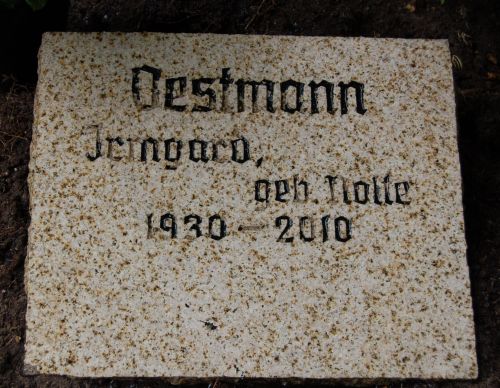 Oestmann
Irmgard,
geb. Nolte
1930 - 2010